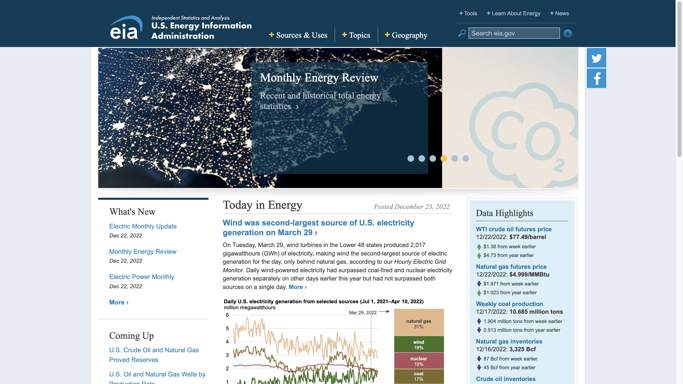 + Tools
+ Learn About Energy
+ News
eia
Independent Statistics and Analysis
U.S. Energy Information
Administration
+ Sources & Uses
+ Topics
+ Geography
Search eia.gov
Monthly Energy Review
Recent and historical total energy
statistics ›
CO2
What's New
Electric Monthly Update
Dec 22, 2022
Monthly Energy Review
Dec 22, 2022
Electric Power Monthly
Dec 22, 2022
More ›
Coming Up
U.S. Crude Oil and Natural Gas
Proved Reserves
U.S. Oil and Natural Gas Wells by
Production Rate
Today in Energy
Posted December 23, 2022
Wind was second-largest source of U.S. electricity
generation on March 29 ›
On Tuesday, March 29, wind turbines in the Lower 48 states produced 2,017
gigawatthours (GWh) of electricity, making wind the second-largest source of electric
generation for the day, only behind natural gas, according to our Hourly Electric Grid
Monitor. Daily wind-powered electricity had surpassed coal-fired and nuclear electricity
generation separately on other days earlier this year but had not surpassed both
sources on a single day. More ›
Daily U.S. electricity generation from selected sources (Jul 1, 2021–Apr 10, 2022)
million megawatthours
Mar 29, 2022
6
5
4
3
2
1
natural gas
31%
wind
19%
nuclear
19%
coal
17%
Data Highlights
WTI crude oil futures price
12/22/2022: $77.49/barrel
$1.38 from week earlier
$4.73 from year earlier
Natural gas futures price
12/22/2022: $4.999/MMBtu
$1.971 from week earlier
$1.023 from year earlier
Weekly coal production
12/17/2022: 10.685 million tons
1.904 million tons from week earlier
0.513 million tons from year earlier
Natural gas inventories
12/16/2022: 3,325 Bcf
87 Bcf from week earlier
45 Bcf from year earlier
Crude oil inventories